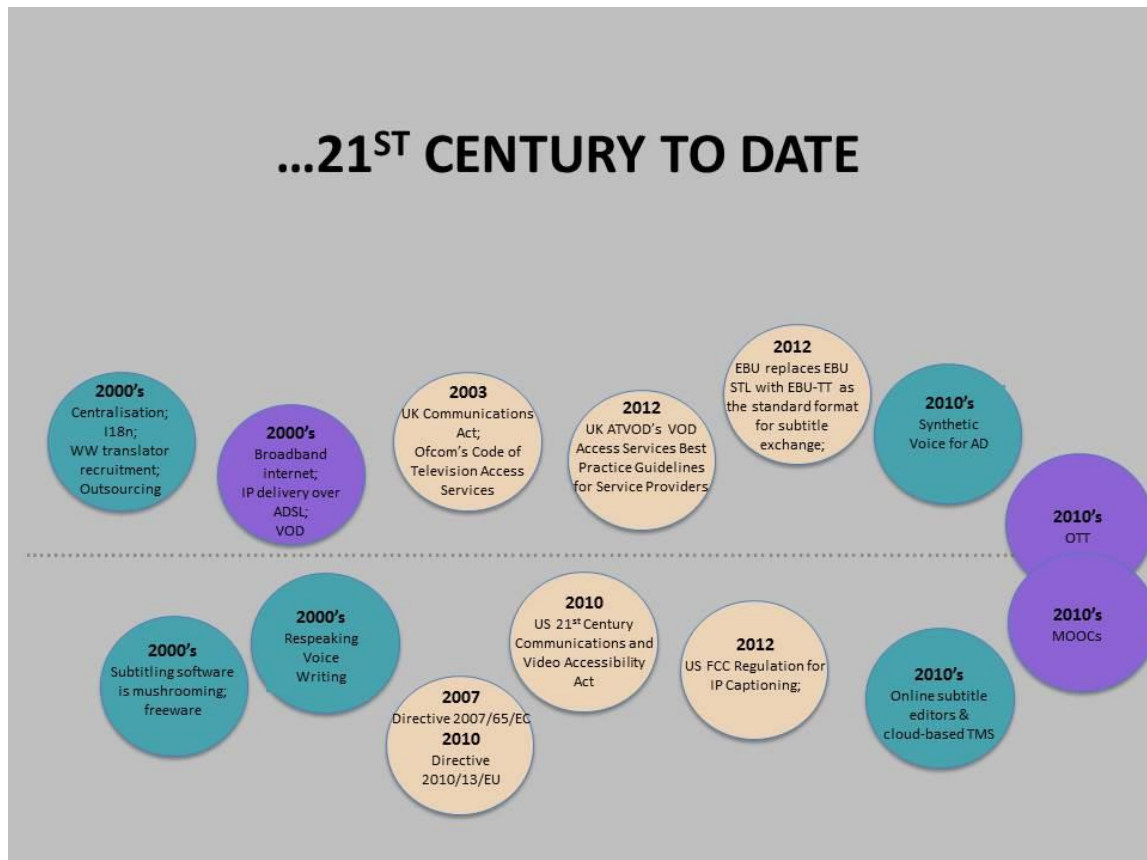 ...21ST CENTURY TO DATE
2000's
Centralisation;
I18n;
WW translator
recruitment;
Outsourcing
2000's
Broadband
internet;
IP delivery over
ADSL;
VOD
2003
UK Communications
Act;
Ofcom's Code of
Television Access
Services
2012
UK ATVOD's VOD
Access Services Best
Practice Guidelines
for Service Providers
2012
EBU replaces EBU
STL with EBU-TT as
the standard format
for subtitle
exchange;
2010's
Synthetic
Voice for AD
2010's
OTT
2000's
Subtitling software
is mushrooming;
freeware
2000's
Respeaking
Voice
Writing
2007
Directive 2007/65/EC
2010
Directive
2010/13/EU
2010
US 21st Century
Communications and
Video Accessibility
Act
2012
US FCC Regulation for
IP Captioning;
2010's
Online subtitle
editors &
cloud-based TMS
2010's
MOOCs